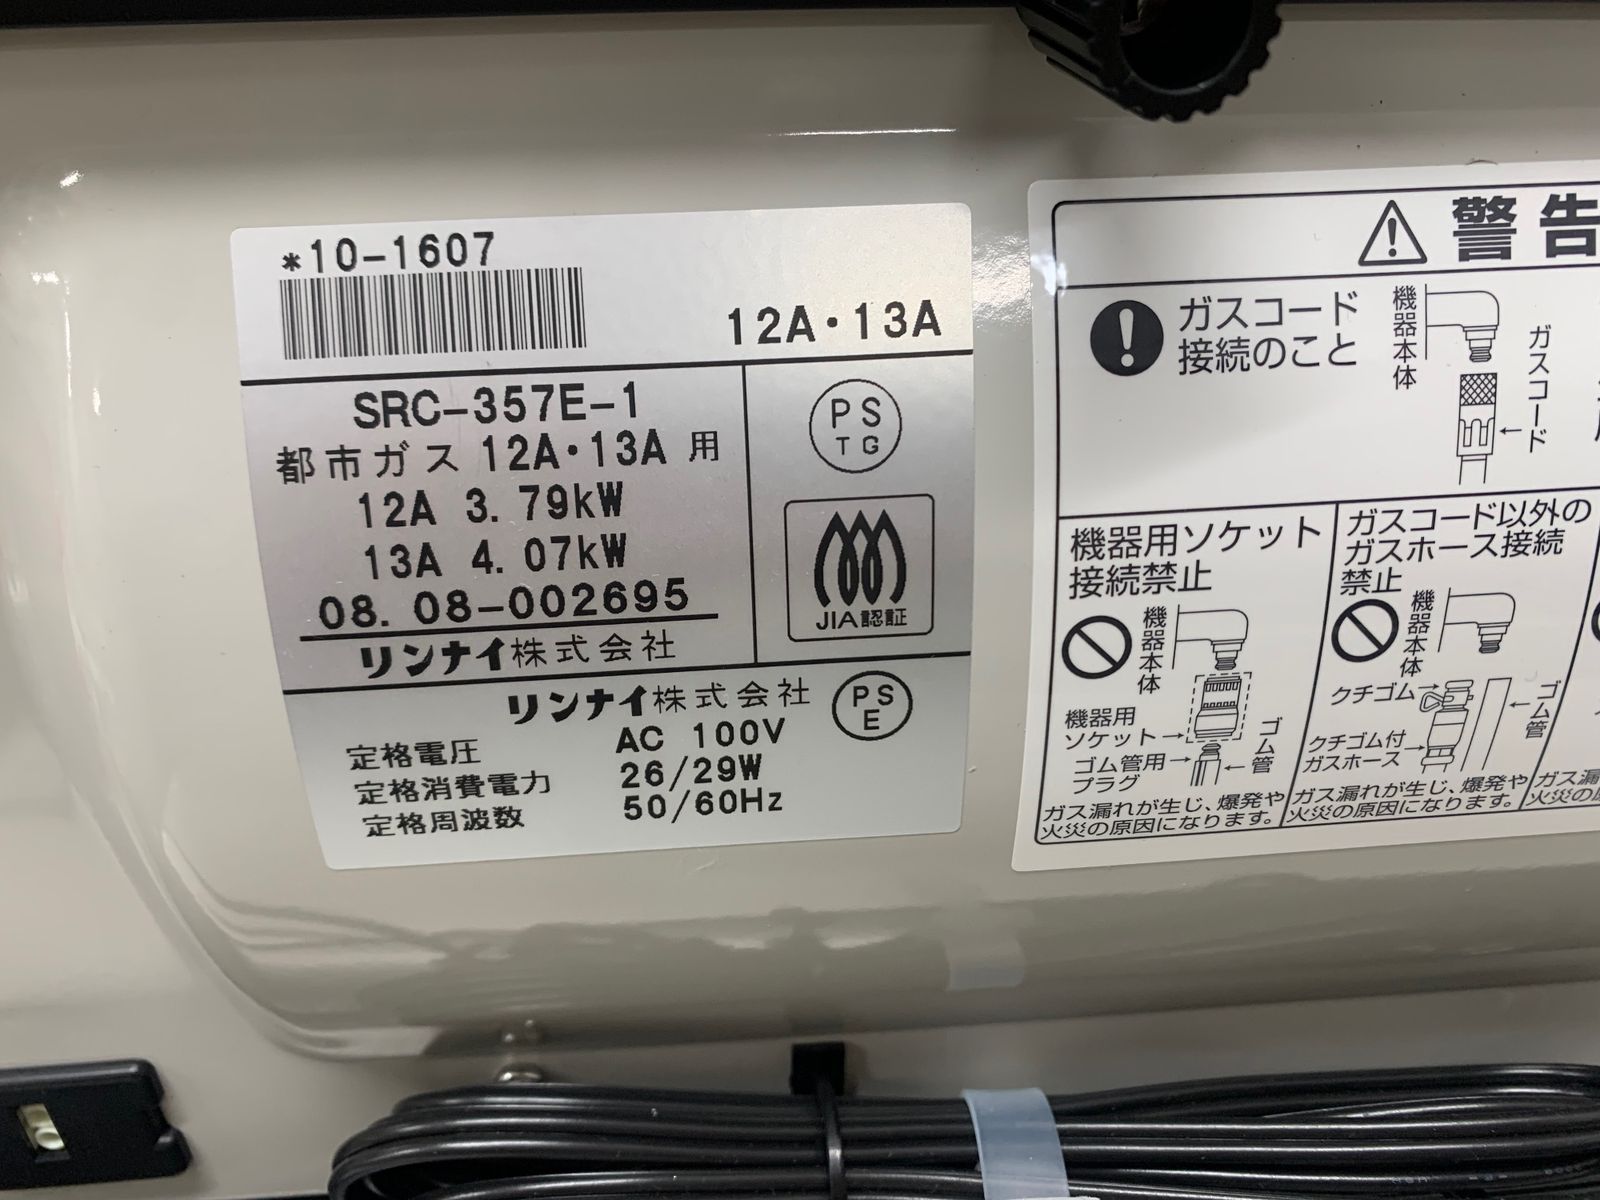 *10-1607
12A・13A
SRC-357E-1
都市ガス 12A・13A 用
12A 3.79kW
13A 4.07kW
08.08-002695
リンナイ株式会社
PS
TG
JIA認証
リンナイ株式会社
PS
E
定格電圧 AC 100V
定格消費電力 26/29W
定格周波数 50/60Hz
警告
ガスコード
接続のこと
機器本体
ガスコード
機器用ソケット
接続禁止
機器本体
機器用
ソケット
ゴム管用
プラグ
ゴム管
ガス漏れが生じ、爆発や
火災の原因になります。
ガスコード以外の
ガスホース接続
禁止
機器本体
クチゴム
クチゴム付
ガスホース
ゴム管
ガス漏れが生じ、爆発や
火災の原因になります。
ガス漏
火災の